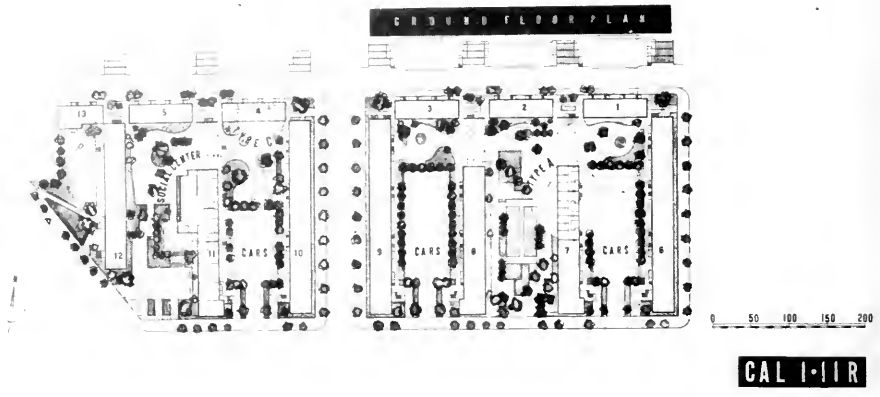 GROUND FLOOR PLAN
13 5 4 3 2 1
TYPE C
SOCIAL CENTER
TYPE A
12 11 CARS 10 9 CARS 8 7 CARS 6
0 50 100 150 200
CAL 1-11R